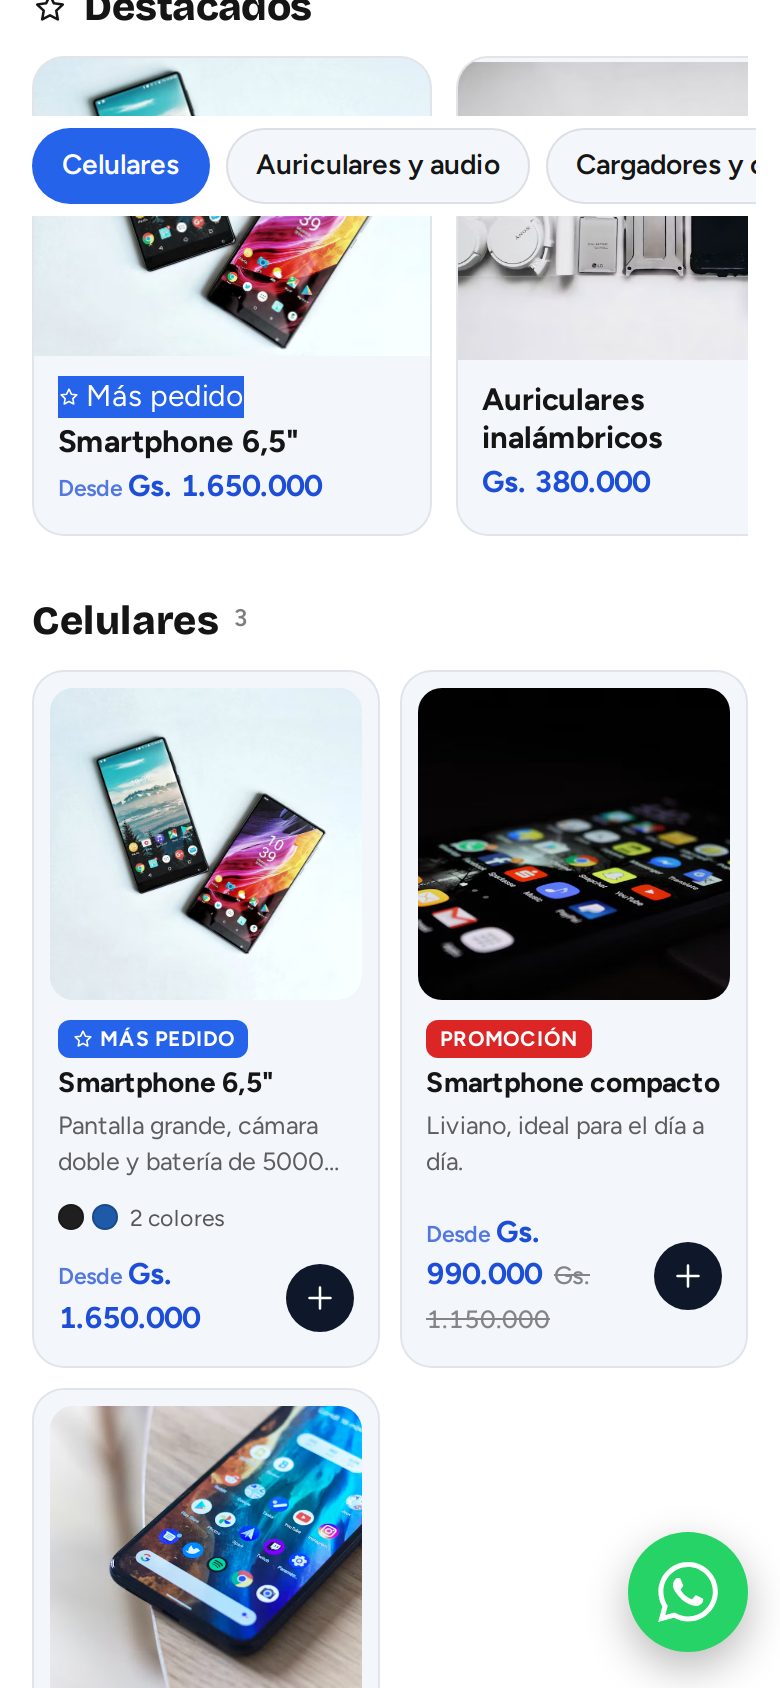 Destacados
Celulares
Auriculares y audio
Cargadores y
Más pedido
Smartphone 6,5"
Desde Gs. 1.650.000
Auriculares
inalámbricos
Gs. 380.000
Celulares 3
MÁS PEDIDO
Smartphone 6,5"
Pantalla grande, cámara
doble y batería de 5000...
2 colores
Desde Gs.
1.650.000
PROMOCIÓN
Smartphone compacto
Liviano, ideal para el día a
día.
Desde Gs.
990.000 Gs.
1.150.000